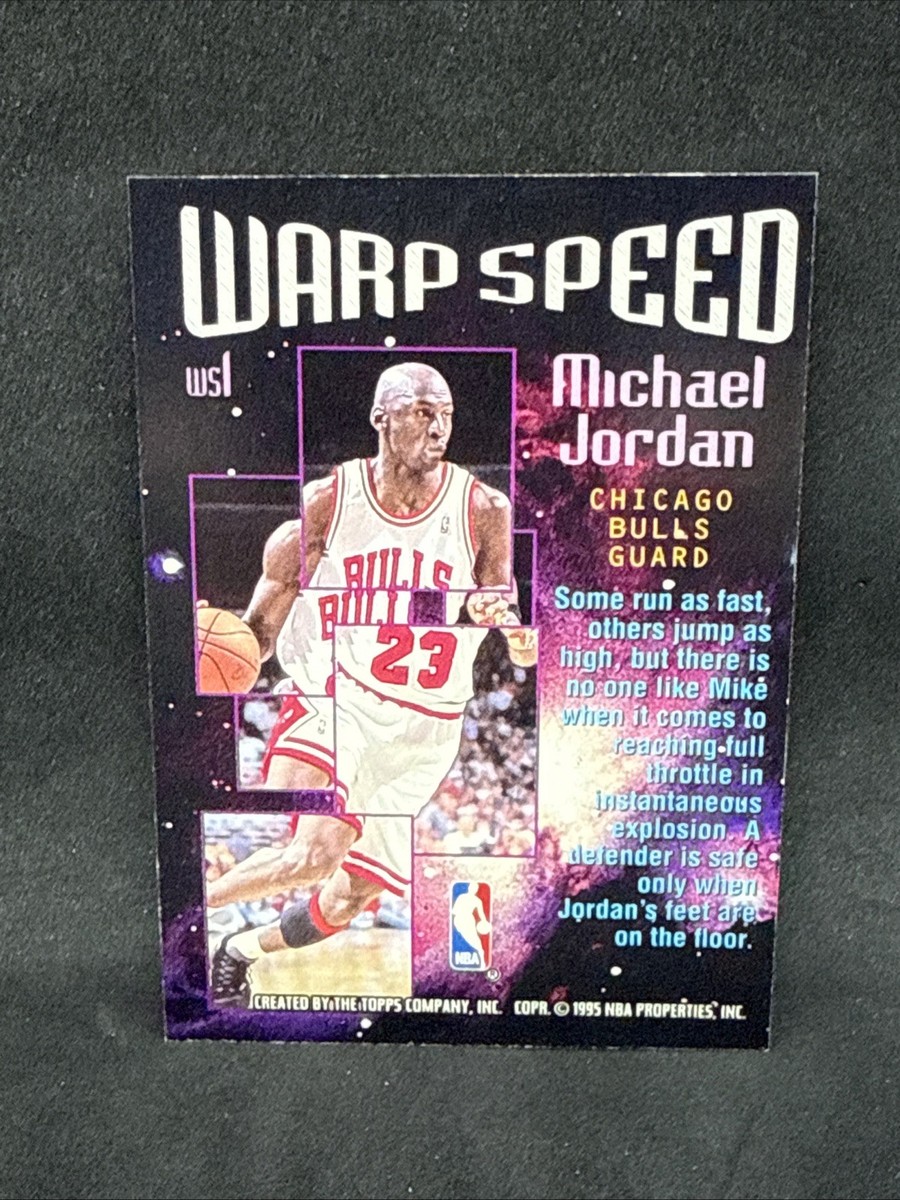 WARP SPEED
ws1
Michael
Jordan
CHICAGO
BULLS
GUARD
BULLS
BULL
23
Some run as fast,
others jump as
high, but there is
no one like Mike
when it comes to
reaching full
throttle in
instantaneous
explosion. A
defender is safe
only when
Jordan's feet are
on the floor.
NBA
®
CREATED BY THE TOPPS COMPANY, INC. COPR. © 1995 NBA PROPERTIES, INC.